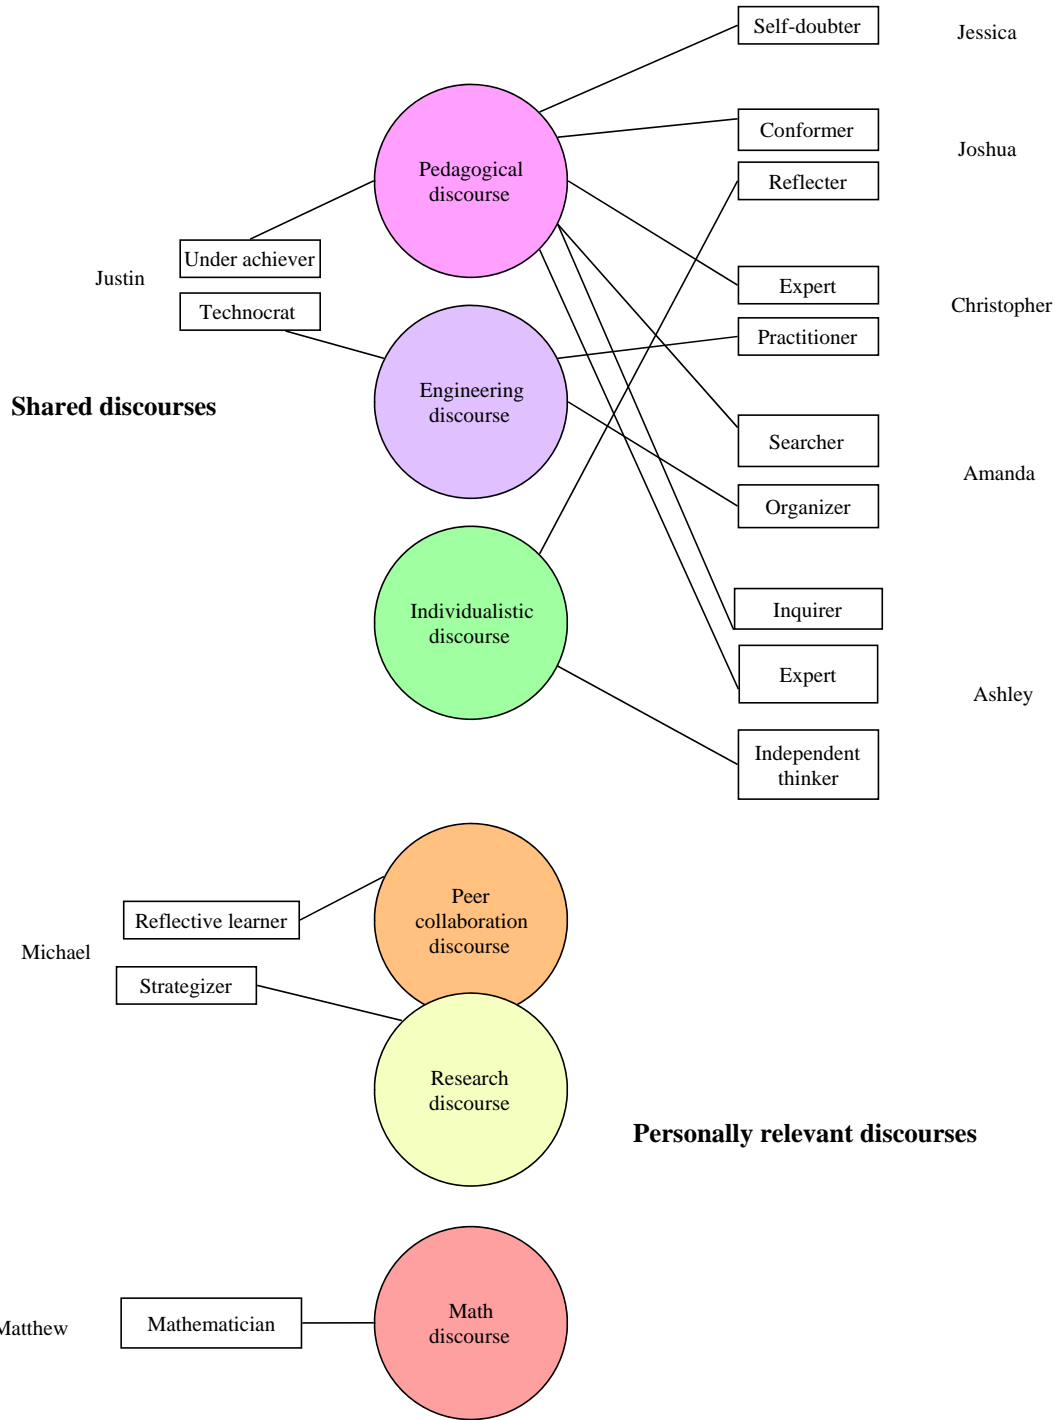 Self-doubter
Jessica
Conformer
Joshua
Reflecter
Pedagogical
discourse
Under achiever
Justin
Technocrat
Expert
Christopher
Practitioner
Engineering
discourse
Shared discourses
Searcher
Amanda
Organizer
Individualistic
discourse
Inquirer
Expert
Ashley
Independent
thinker
Peer
collaboration
discourse
Reflective learner
Michael
Strategizer
Research
discourse
Personally relevant discourses
Math
discourse
Mathematician
Matthew